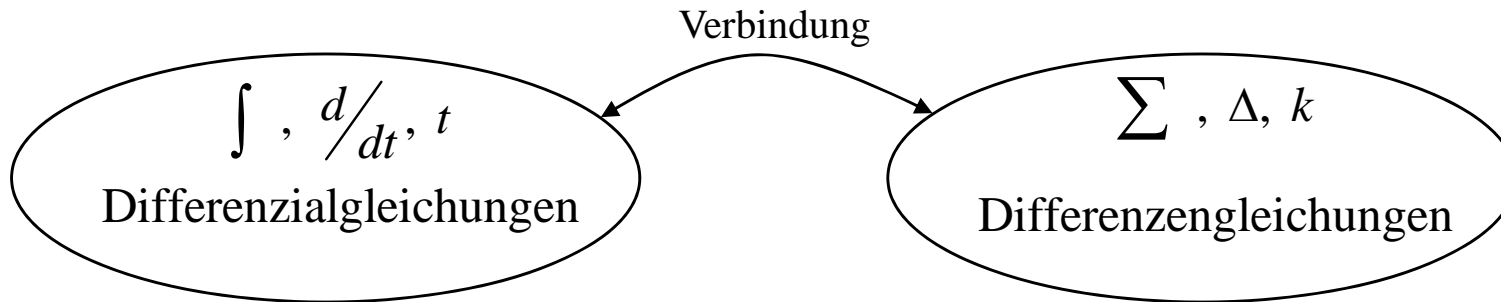 Verbindung
∫ , d/dt, t
Differenzialgleichungen
∑ , Δ, k
Differenzengleichungen